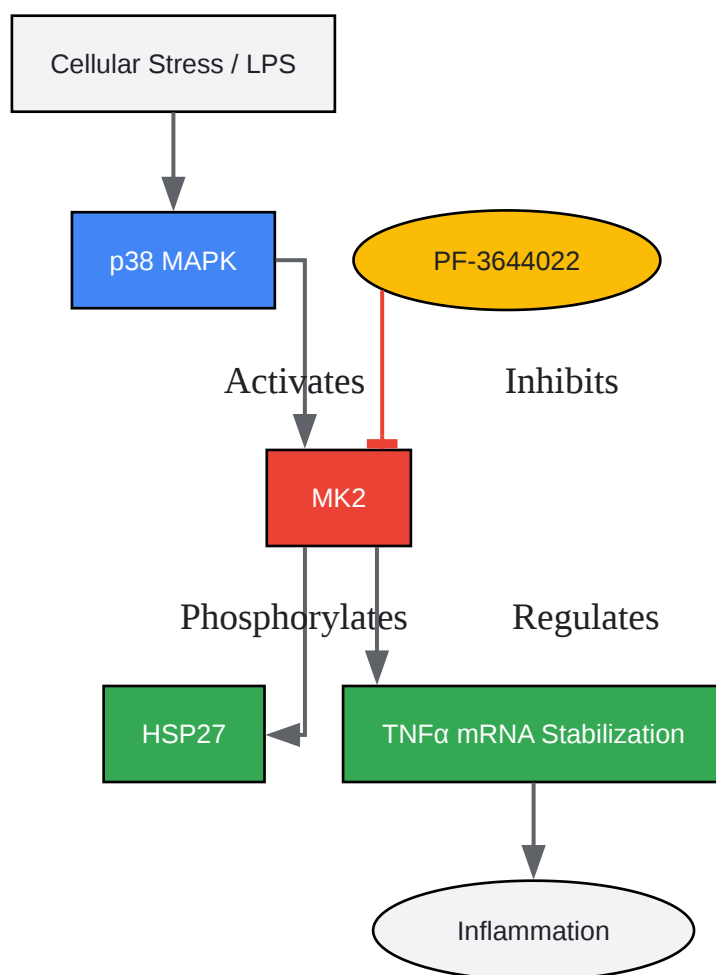 Cellular Stress / LPS
p38 MAPK
PF-3644022
Activates
Inhibits
MK2
Phosphorylates
Regulates
HSP27
TNFα mRNA Stabilization
Inflammation